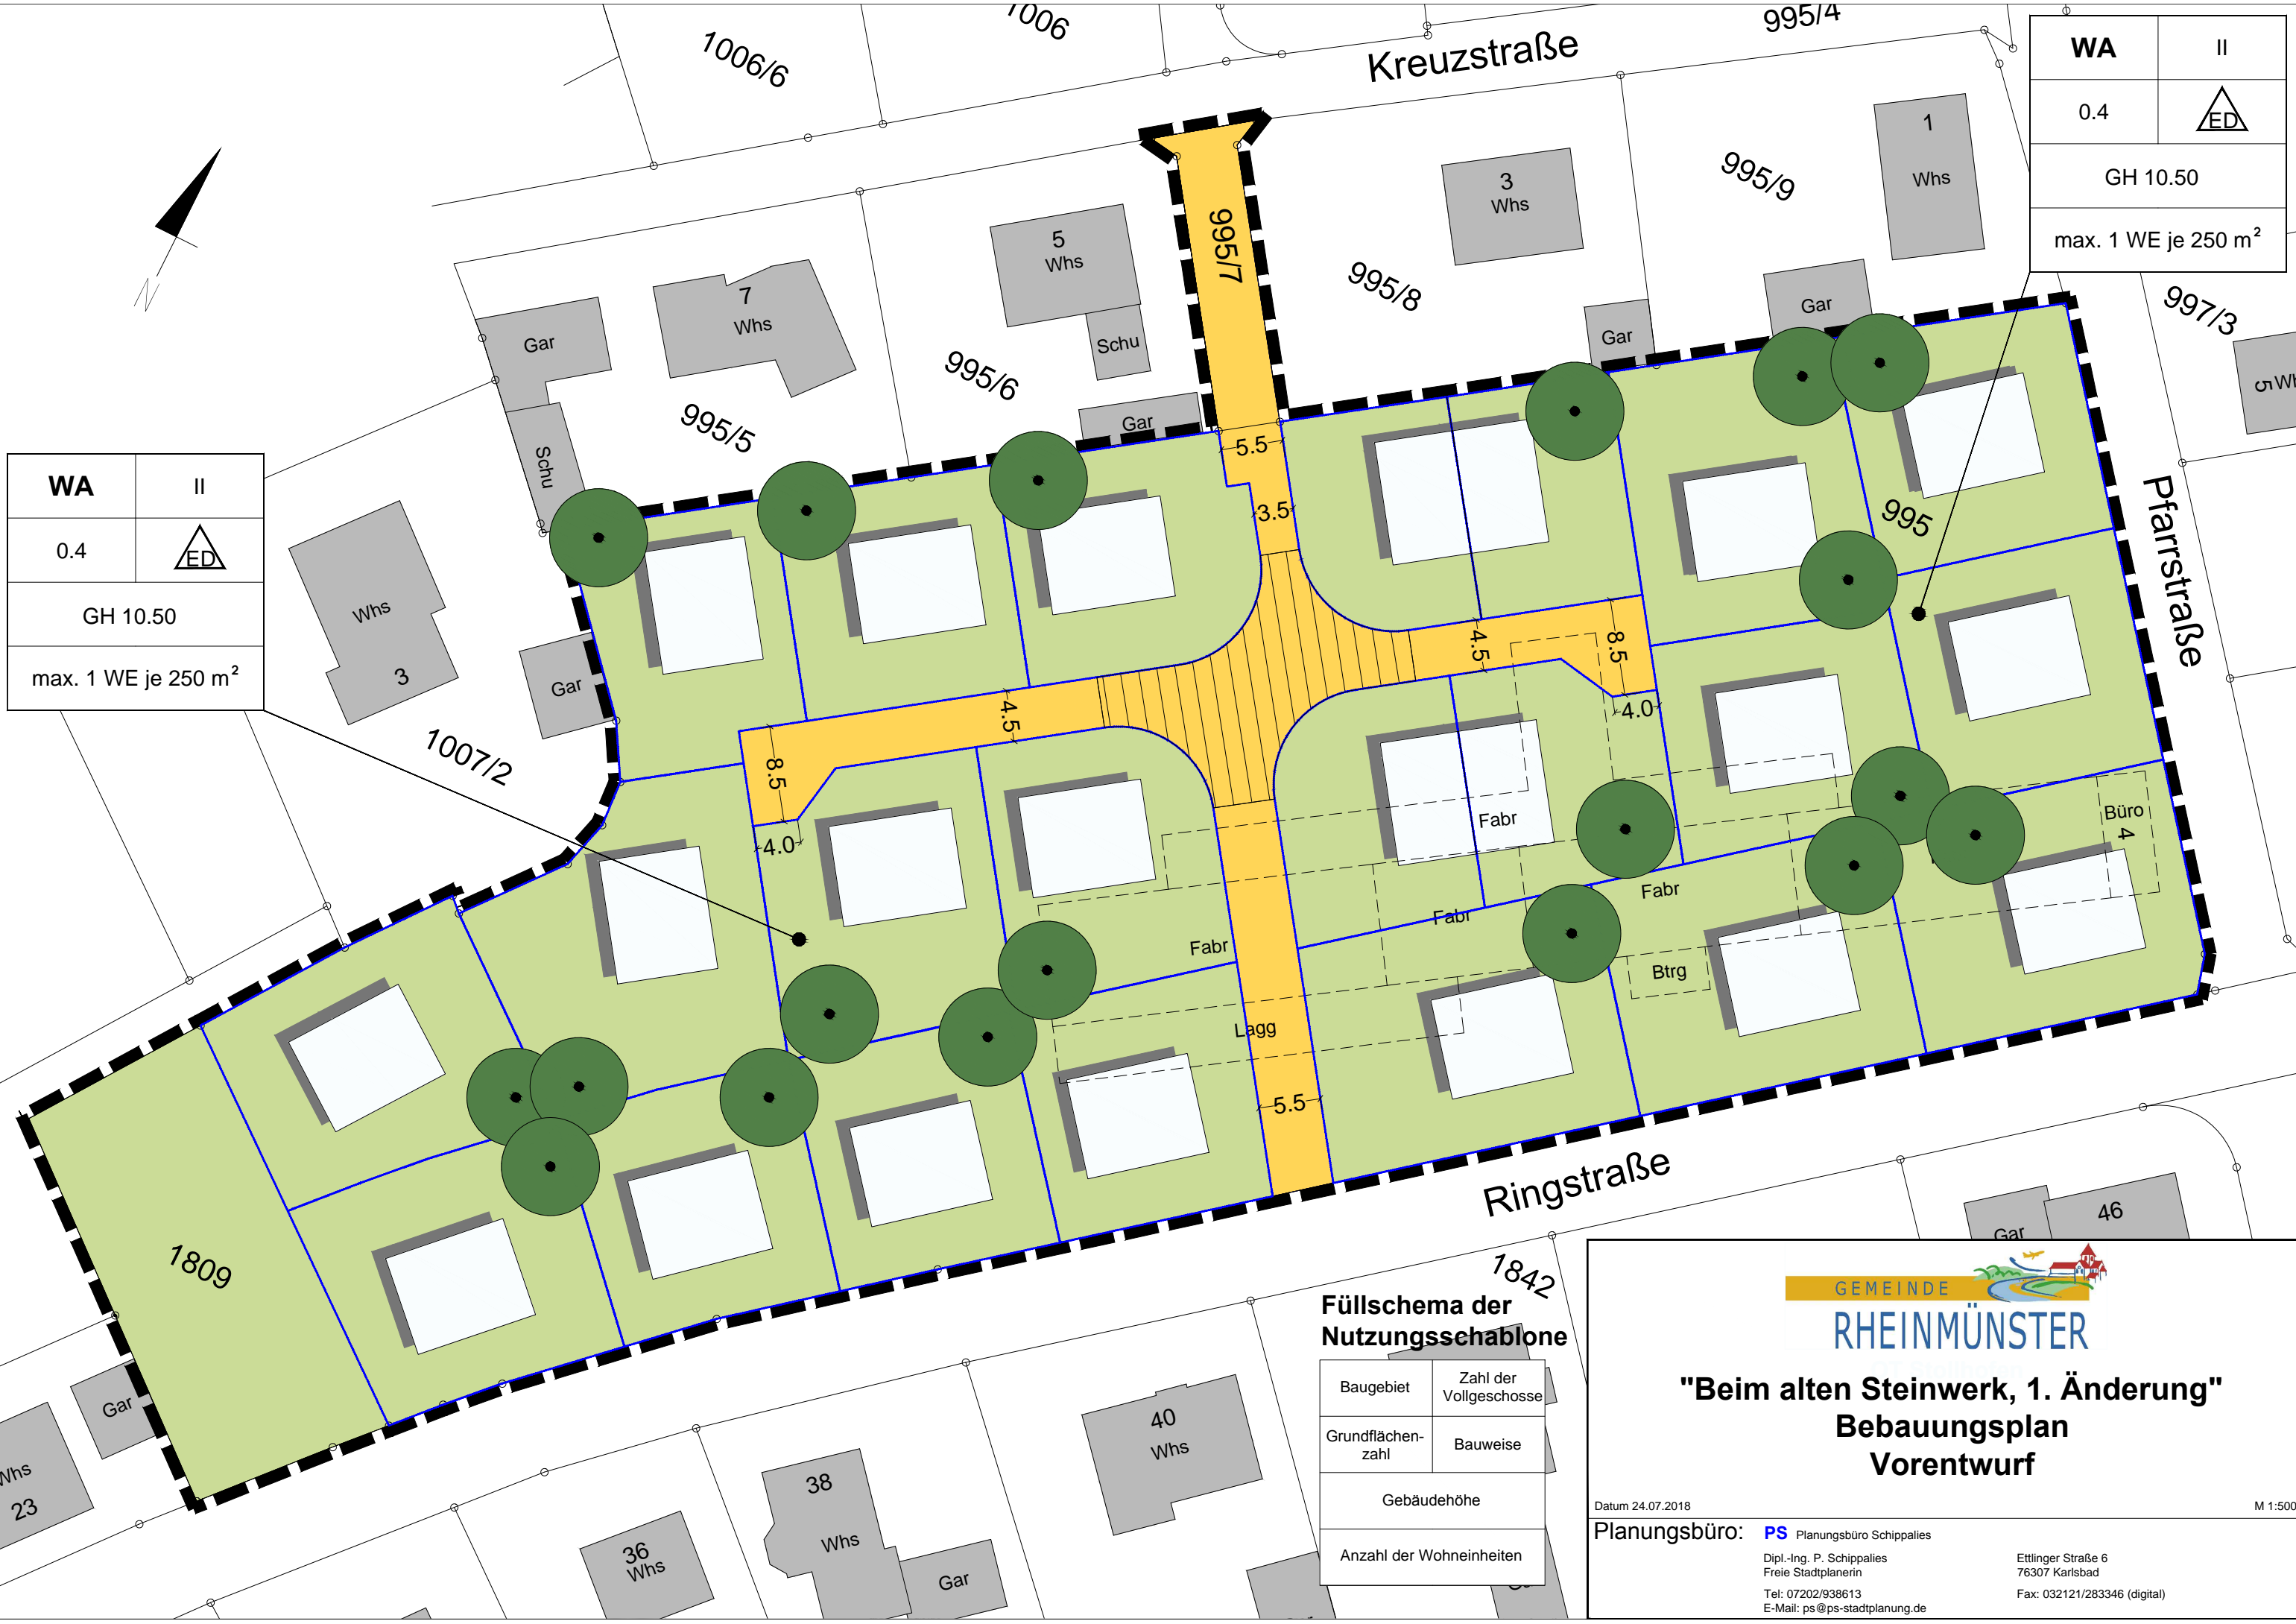 1006/6
1006
995/4
Kreuzstraße
WA
II
0.4
ED
GH 10.50
max. 1 WE je 250 m²
1
Whs
995/9
3
Whs
995/7
995/8
5
Whs
7
Whs
Gar
Schu
Gar
Gar
997/3
5
995/6
995/5
Gar
Schu
N
WA
II
0.4
ED
GH 10.50
max. 1 WE je 250 m²
Whs
3
Gar
1007/2
5.5
3.5
995
Pfarrstraße
4.5
8.5
4.0
4.5
8.5
4.0
Fabr
Büro
4
Fabr
Fabr
Fabr
Btrg
Lagg
5.5
Ringstraße
1809
Gar
Whs
23
1842
46
Gar
40
Whs
38
Whs
36
Whs
Gar
Füllschema der
Nutzungsschablone
Baugebiet
Zahl der
Vollgeschosse
Grundflächen-
zahl
Bauweise
Gebäudehöhe
Anzahl der Wohneinheiten
GEMEINDE
RHEINMÜNSTER
"Beim alten Steinwerk, 1. Änderung"
Bebauungsplan
Vorentwurf
Datum 24.07.2018
M 1:500
Planungsbüro:
PS Planungsbüro Schippalies
Dipl.-Ing. P. Schippalies
Freie Stadtplanerin
Ettlinger Straße 6
76307 Karlsbad
Tel: 07202/938613
Fax: 032121/283346 (digital)
E-Mail: ps@ps-stadtplanung.de